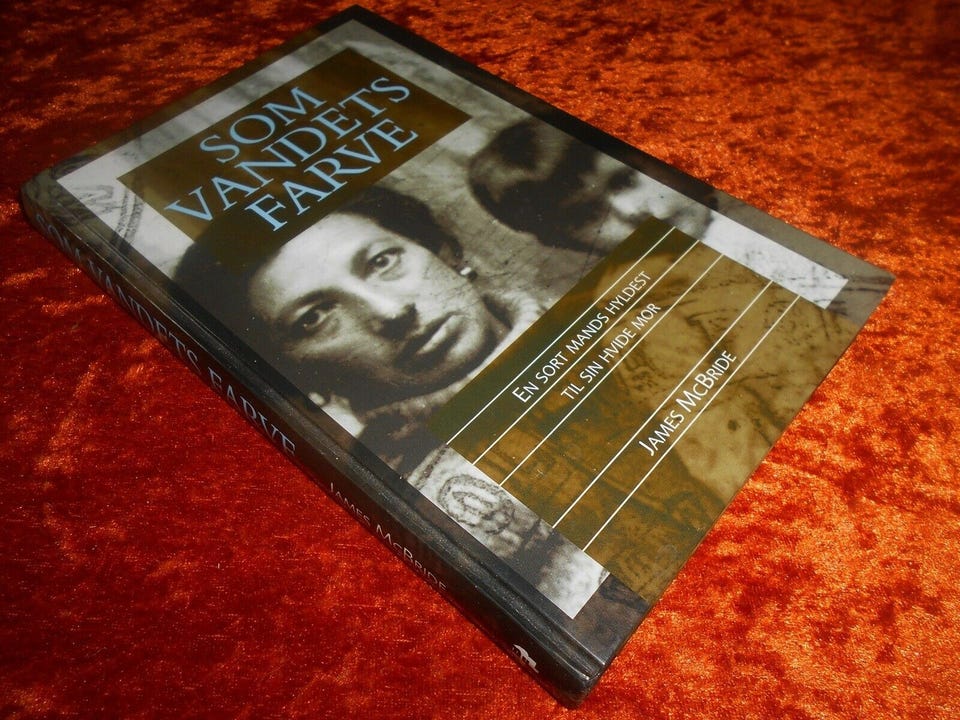 SOM
VANDETS
FARVE
EN SORT MANDS HYLDEST
TIL SIN HVIDE MOR
JAMES MCBRIDE
SOM VANDETS FARVE
JAMES MCBRIDE